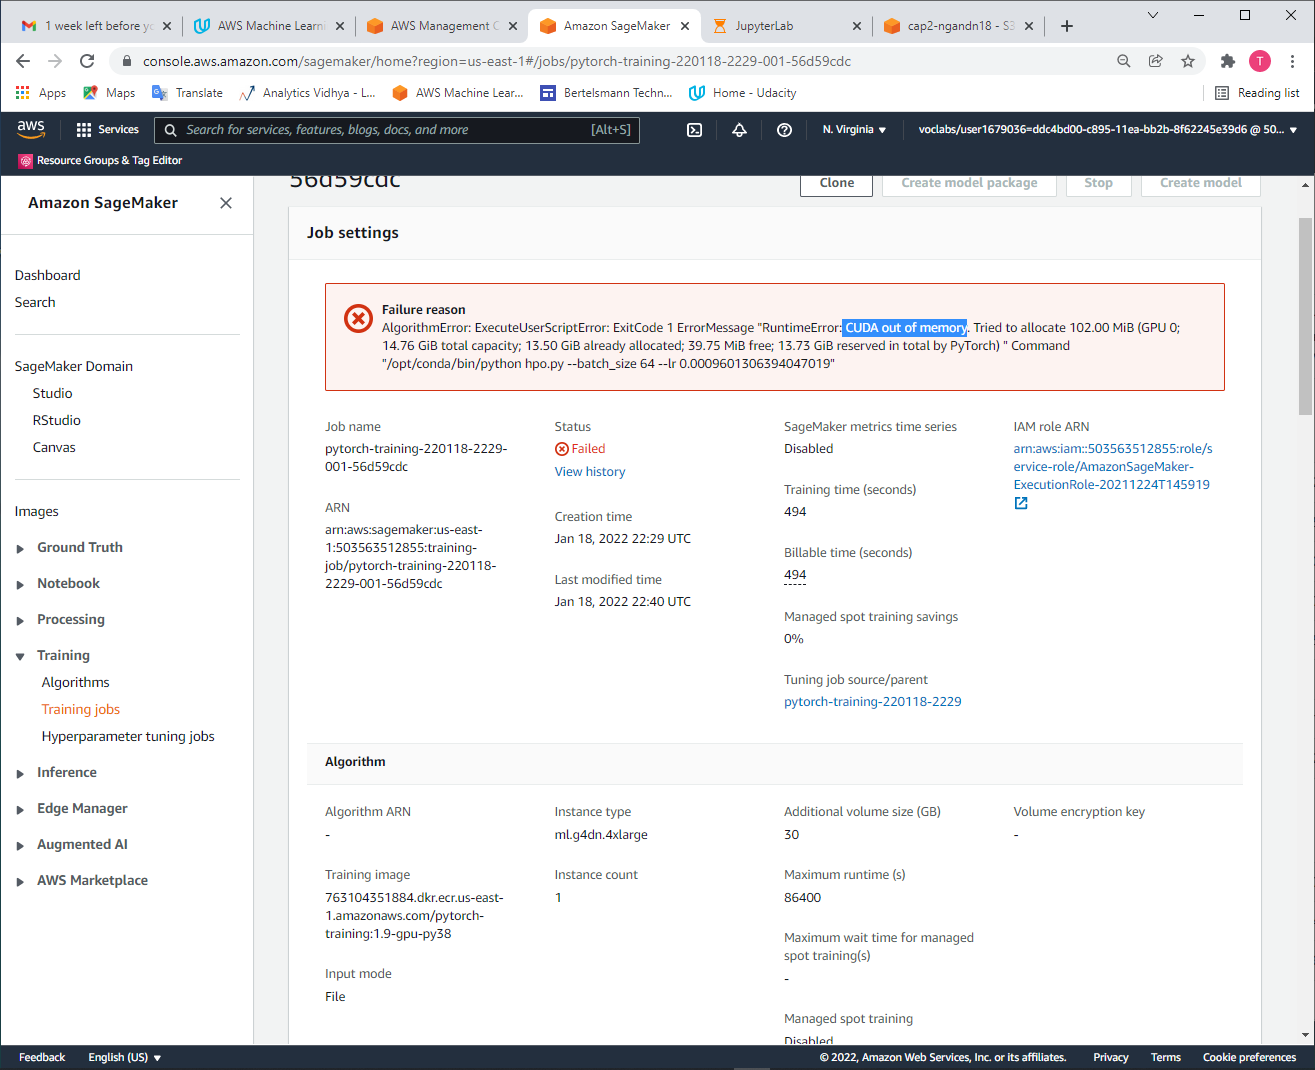 1 week left before yo
AWS Machine Learni
AWS Management C
Amazon SageMaker
JupyterLab
cap2-ngandn18 - S3
console.aws.amazon.com/sagemaker/home?region=us-east-1#/jobs/pytorch-training-220118-2229-001-56d59cdc
T
Apps
Maps
Translate
Analytics Vidhya - L...
AWS Machine Lear...
Bertelsmann Techn...
Home - Udacity
Reading list
aws
Services
Search for services, features, blogs, docs, and more
[Alt+S]
N. Virginia
voclabs/user1679036=ddc4bd00-c895-11ea-bb2b-8f62245e39d6 @ 50...
Resource Groups & Tag Editor
Amazon SageMaker
Dashboard
Search
SageMaker Domain
Studio
RStudio
Canvas
Images
Ground Truth
Notebook
Processing
Training
Algorithms
Training jobs
Hyperparameter tuning jobs
Inference
Edge Manager
Augmented AI
AWS Marketplace
56d59cdc
Clone
Create model package
Stop
Create model
Job settings
Failure reason
AlgorithmError: ExecuteUserScriptError: ExitCode 1 ErrorMessage "RuntimeError: CUDA out of memory. Tried to allocate 102.00 MiB (GPU 0;
14.76 GiB total capacity; 13.50 GiB already allocated; 39.75 MiB free; 13.73 GiB reserved in total by PyTorch) " Command
"/opt/conda/bin/python hpo.py --batch_size 64 --lr 0.0009601306394047019"
Job name
pytorch-training-220118-2229-
001-56d59cdc
ARN
arn:aws:sagemaker:us-east-
1:503563512855:training-
job/pytorch-training-220118-
2229-001-56d59cdc
Status
Failed
View history
Creation time
Jan 18, 2022 22:29 UTC
Last modified time
Jan 18, 2022 22:40 UTC
SageMaker metrics time series
Disabled
Training time (seconds)
494
Billable time (seconds)
494
Managed spot training savings
0%
Tuning job source/parent
pytorch-training-220118-2229
IAM role ARN
arn:aws:iam::503563512855:role/s
ervice-role/AmazonSageMaker-
ExecutionRole-20211224T145919
Algorithm
Algorithm ARN
-
Training image
763104351884.dkr.ecr.us-east-
1.amazonaws.com/pytorch-
training:1.9-gpu-py38
Input mode
File
Instance type
ml.g4dn.4xlarge
Instance count
1
Additional volume size (GB)
30
Maximum runtime (s)
86400
Maximum wait time for managed
spot training(s)
-
Managed spot training
Disabled
Volume encryption key
-
Feedback
English (US)
© 2022, Amazon Web Services, Inc. or its affiliates.
Privacy
Terms
Cookie preferences